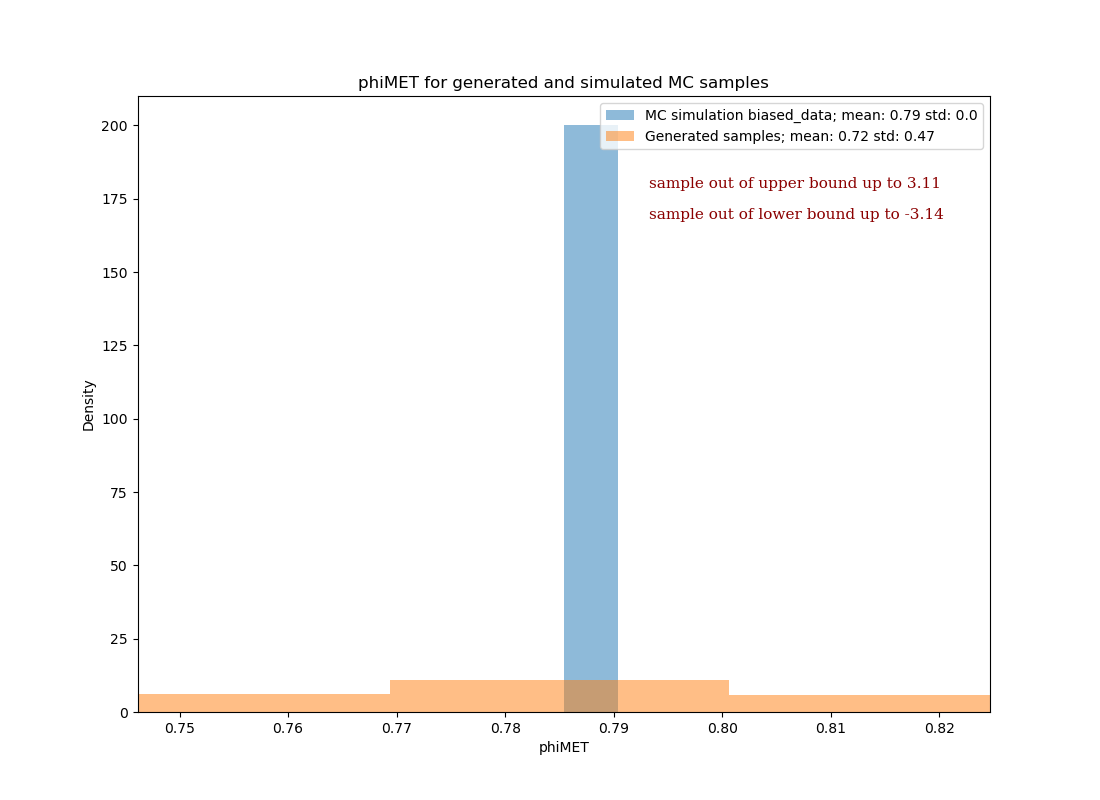 phiMET for generated and simulated MC samples
MC simulation biased_data; mean: 0.79 std: 0.0
Generated samples; mean: 0.72 std: 0.47
sample out of upper bound up to 3.11
sample out of lower bound up to -3.14
Density
200
175
150
125
100
75
50
25
0
0.75 0.76 0.77 0.78 0.79 0.80 0.81 0.82
phiMET